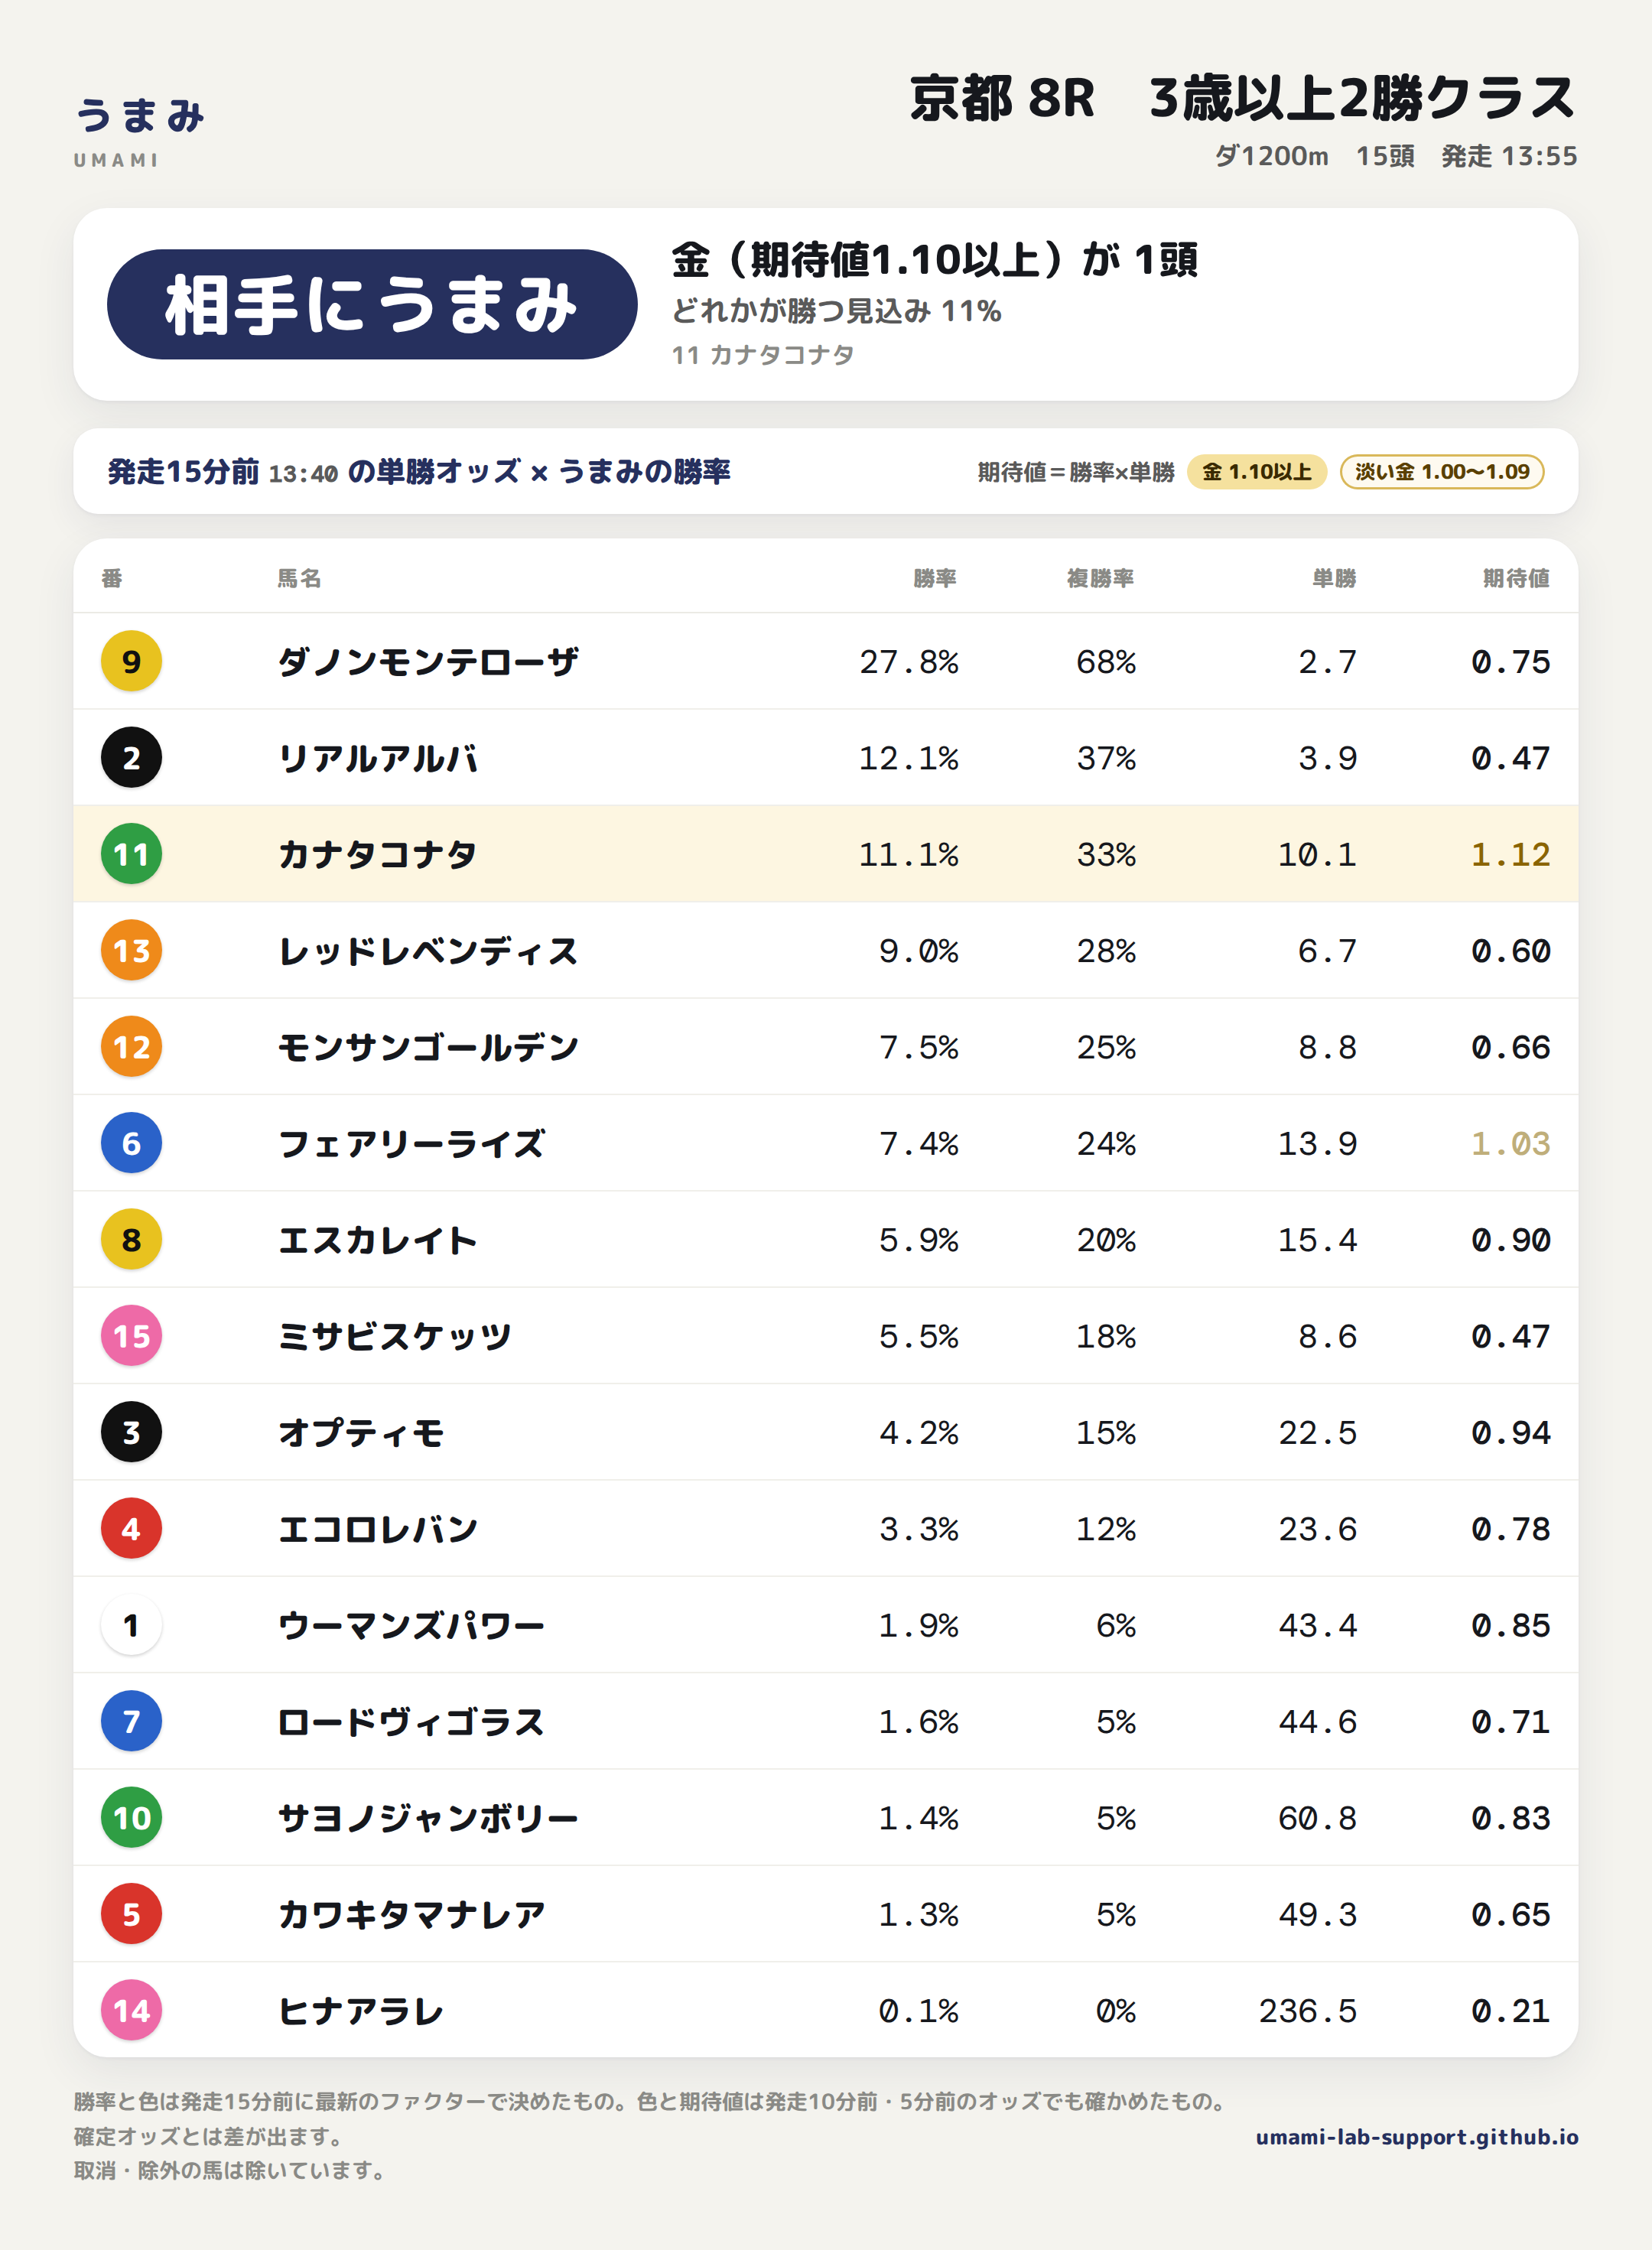 うまみ
UMAMI
京都 8R　3歳以上2勝クラス
ダ1200m　15頭　発走 13:55
相手にうまみ
金（期待値1.10以上）が 1頭
どれかが勝つ見込み 11%
11 カナタコナタ
発走15分前 13:40 の単勝オッズ × うまみの勝率
期待値＝勝率×単勝 金 1.10以上 淡い金 1.00〜1.09
番 馬名 勝率 複勝率 単勝 期待値
9 ダノンモンテローザ 27.8% 68% 2.7 0.75
2 リアルアルバ 12.1% 37% 3.9 0.47
11 カナタコナタ 11.1% 33% 10.1 1.12
13 レッドレベンディス 9.0% 28% 6.7 0.60
12 モンサンゴールデン 7.5% 25% 8.8 0.66
6 フェアリーライズ 7.4% 24% 13.9 1.03
8 エスカレイト 5.9% 20% 15.4 0.90
15 ミサビスケッツ 5.5% 18% 8.6 0.47
3 オプティモ 4.2% 15% 22.5 0.94
4 エコロレバン 3.3% 12% 23.6 0.78
1 ウーマンズパワー 1.9% 6% 43.4 0.85
7 ロードヴィゴラス 1.6% 5% 44.6 0.71
10 サヨノジャンボリー 1.4% 5% 60.8 0.83
5 カワキタマナレア 1.3% 5% 49.3 0.65
14 ヒナアラレ 0.1% 0% 236.5 0.21
勝率と色は発走15分前に最新のファクターで決めたもの。色と期待値は発走10分前・5分前のオッズでも確かめたもの。
確定オッズとは差が出ます。
取消・除外の馬は除いています。
umami-lab-support.github.io